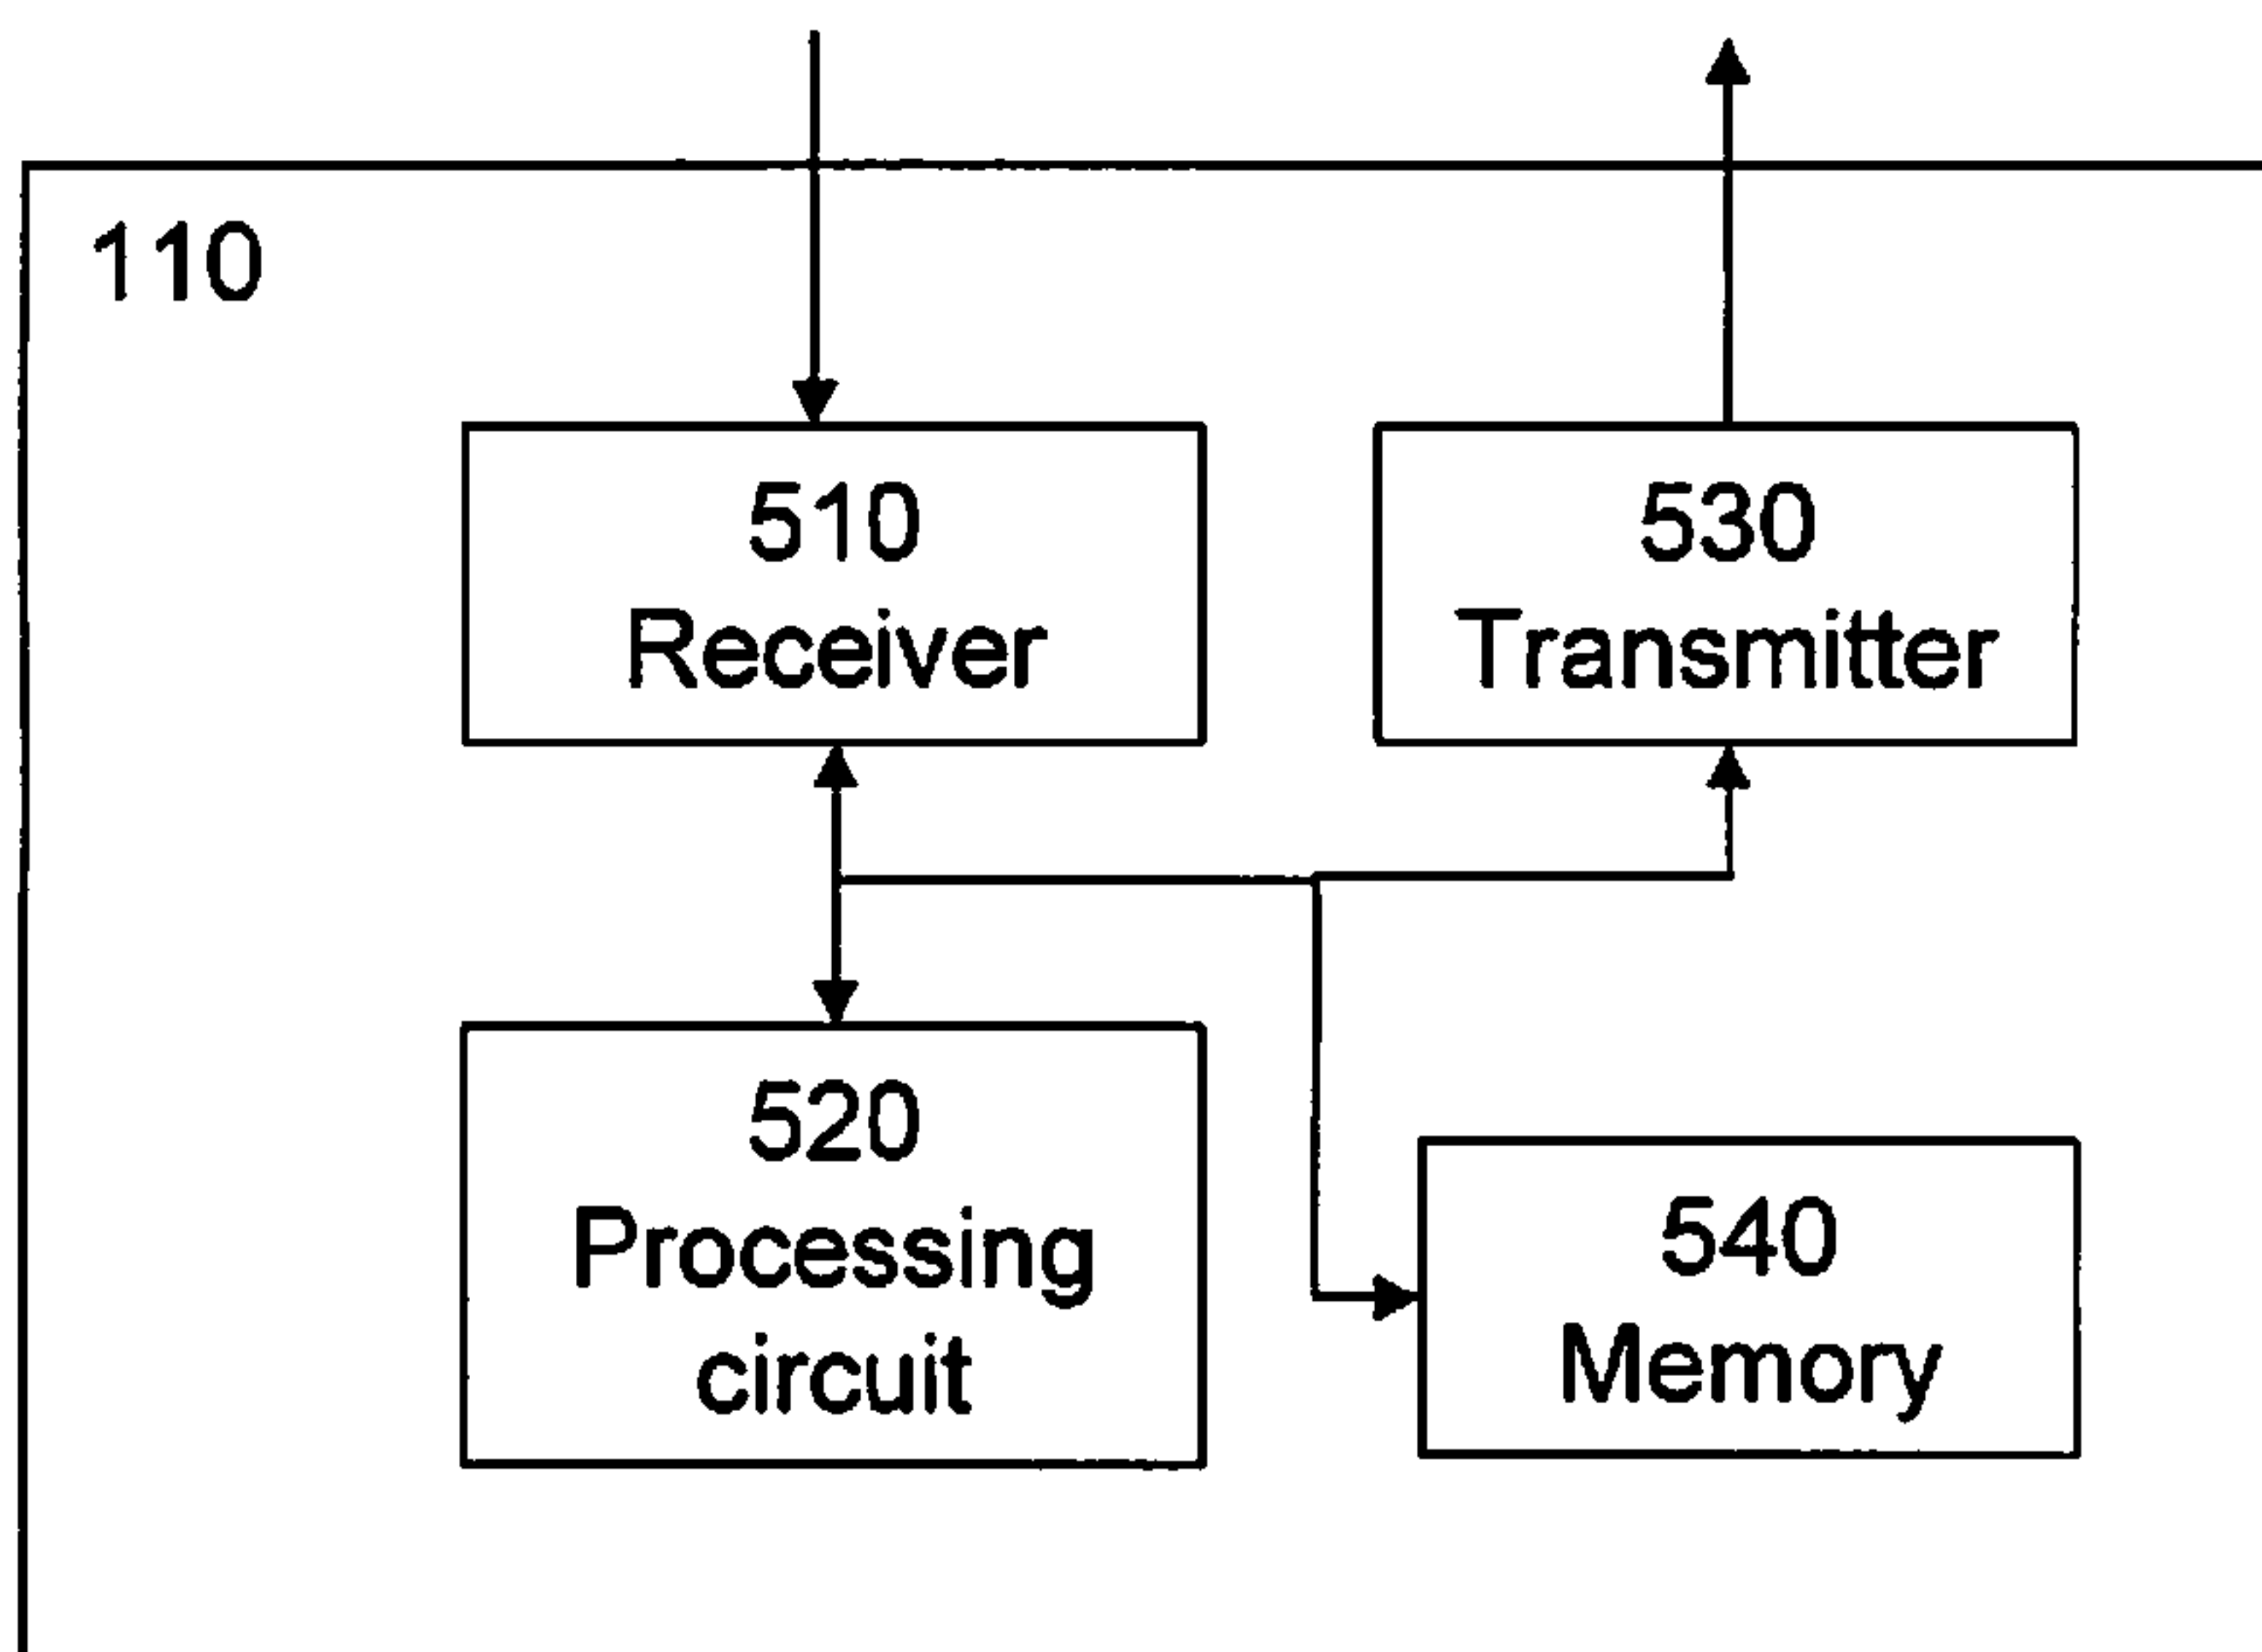 110
510
Receiver
530
Transmitter
520
Processing
circuit
540
Memory